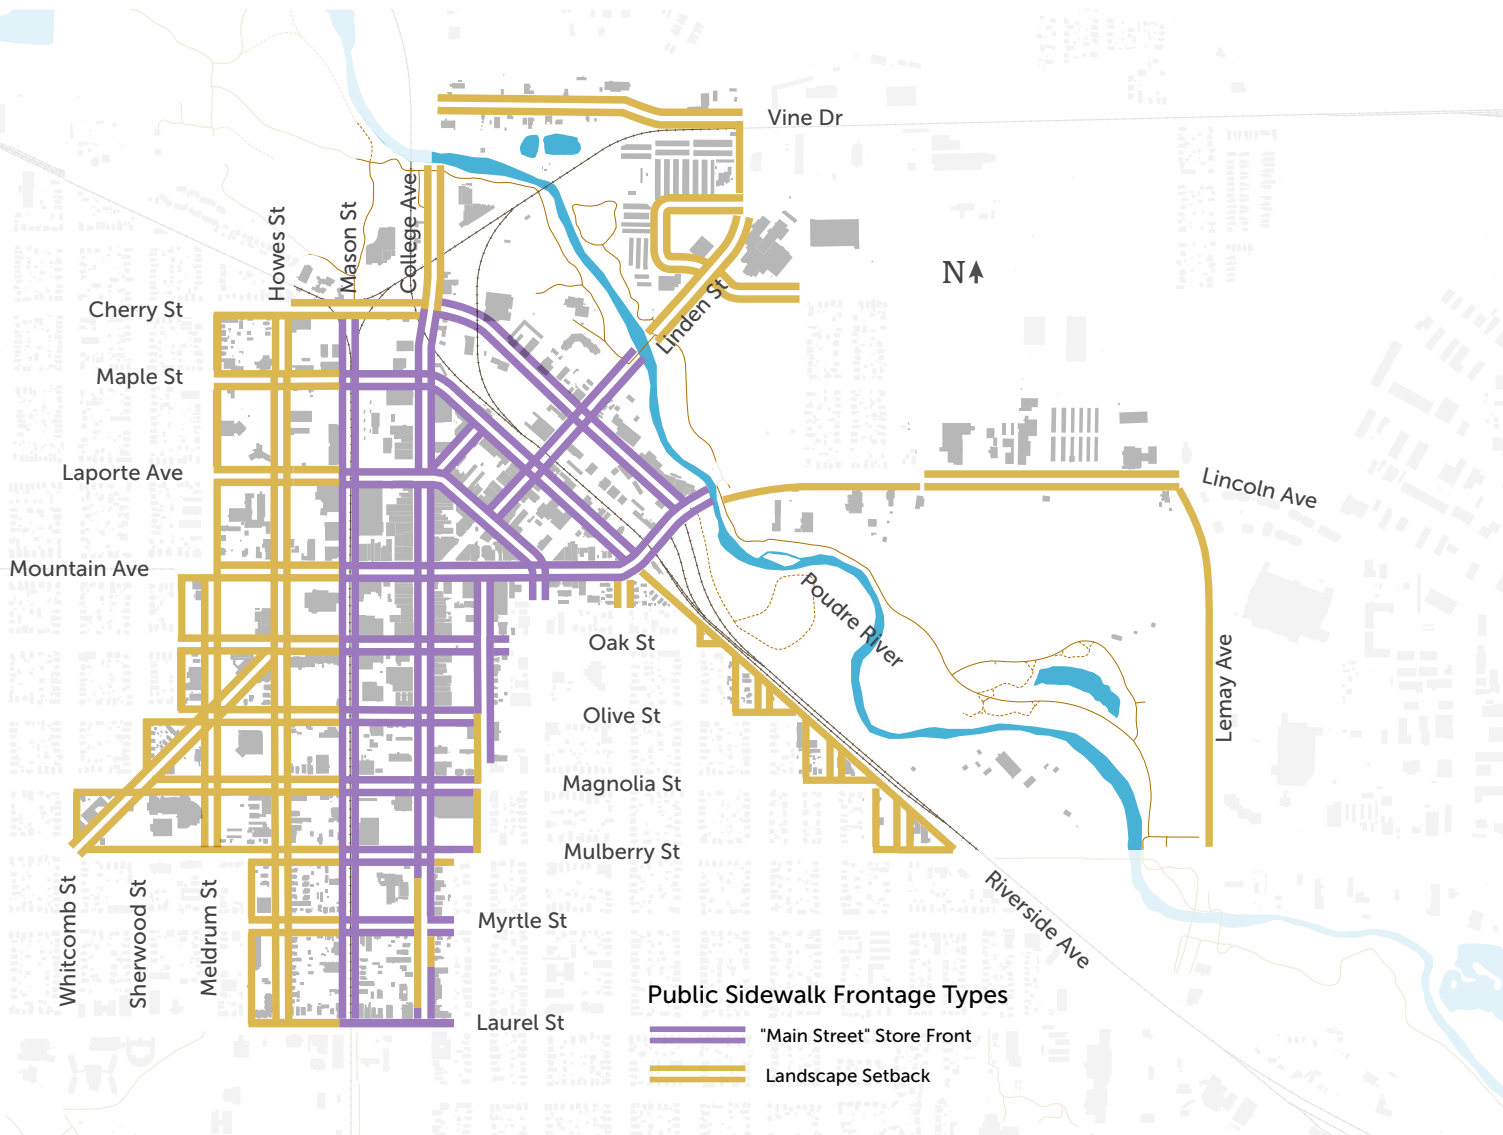 Vine Dr
Howes St
Mason St
College Ave
N
Cherry St
Linden St
Maple St
Laporte Ave
Lincoln Ave
Mountain Ave
Poudre River
Oak St
Lemay Ave
Olive St
Magnolia St
Mulberry St
Whitcomb St
Sherwood St
Meldrum St
Myrtle St
Riverside Ave
Laurel St
Public Sidewalk Frontage Types
"Main Street" Store Front
Landscape Setback